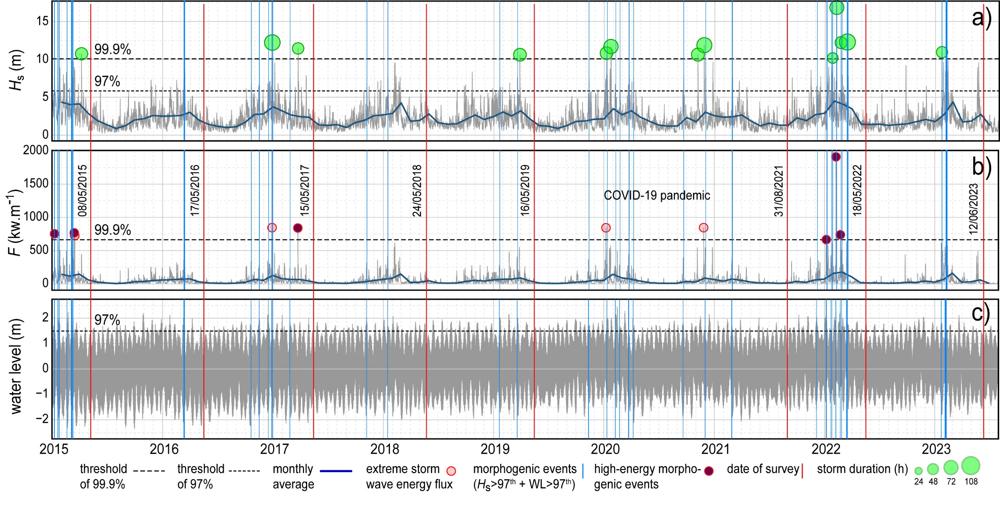 a)
15
10
5
0
Hs (m)
99.9%
97%
b)
2000
1500
1000
500
0
F (kw.m⁻¹)
08/05/2015
17/05/2016
15/05/2017
24/05/2018
16/05/2019
COVID-19 pandemic
31/08/2021
18/05/2022
12/06/2023
99.9%
c)
2
1
0
−1
−2
water level (m)
97%
2015 2016 2017 2018 2019 2020 2021 2022 2023
threshold of 99.9%
threshold of 97%
monthly average
extreme storm wave energy flux
morphogenic events (Hs>97th + WL>97th)
high-energy morpho-genic events
date of survey
storm duration (h)
24 48 72 108